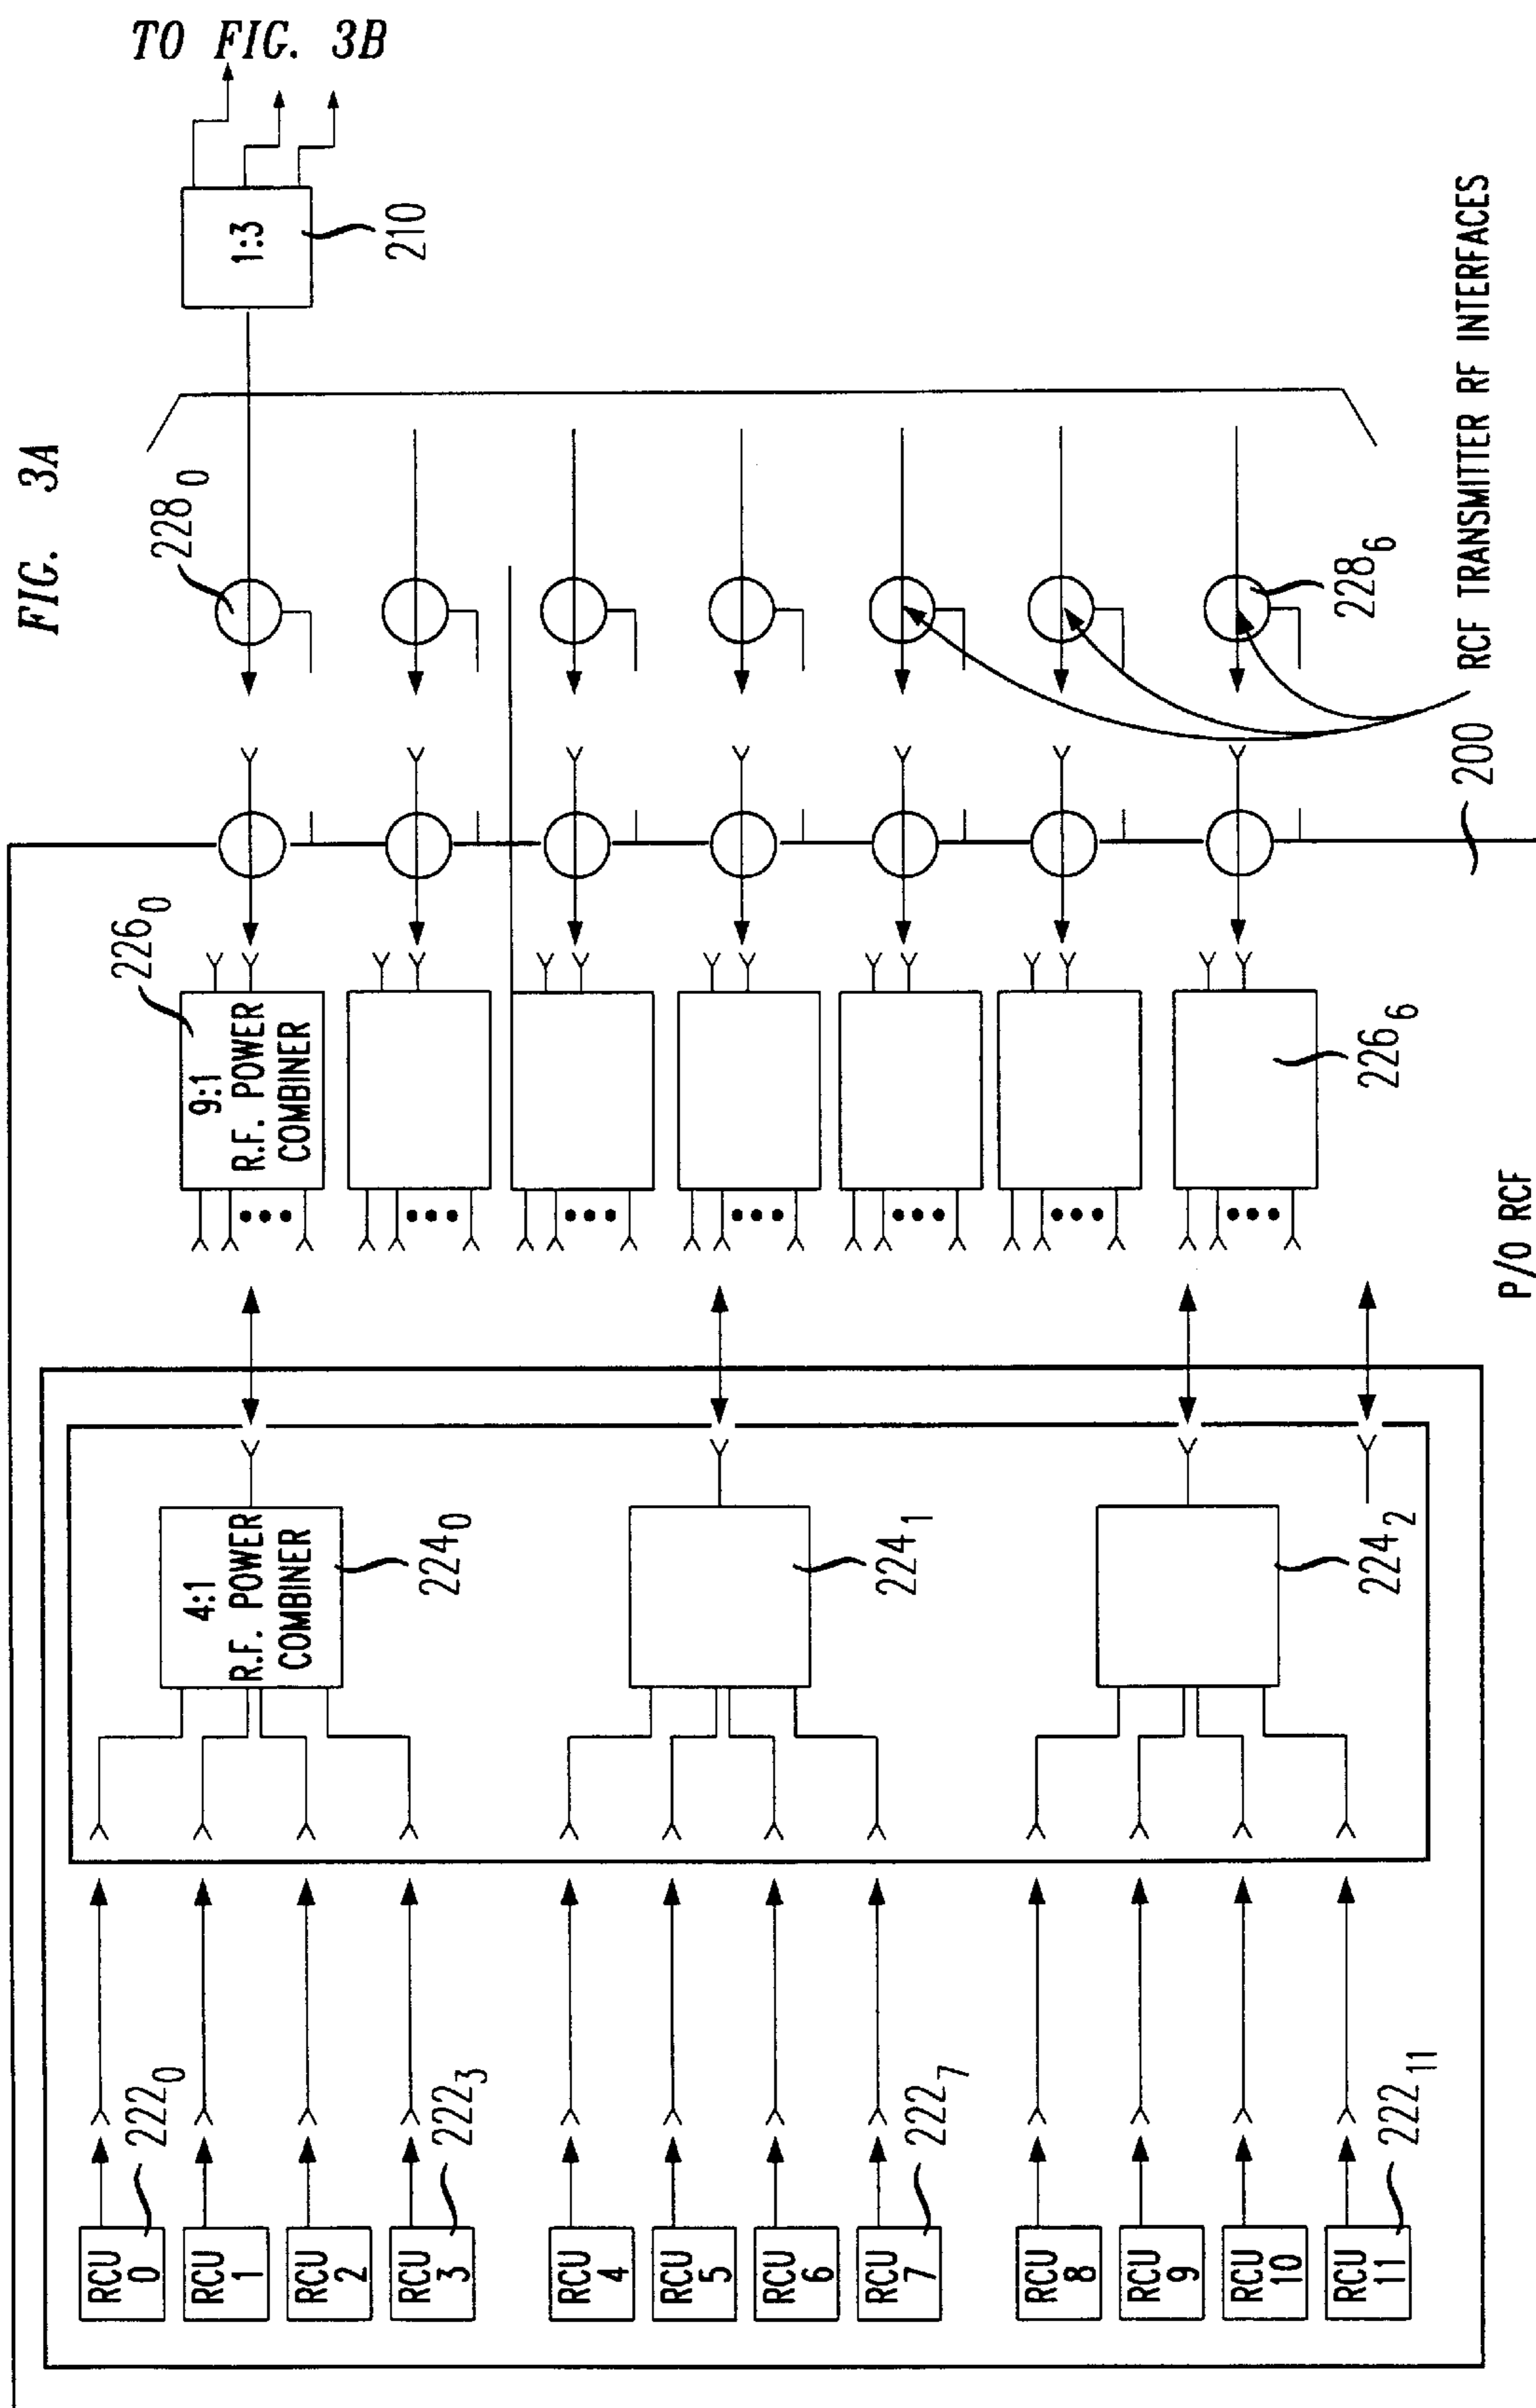 FIG. 3A
TO FIG. 3B
1:3
210
228₀
228₆
RCF TRANSMITTER RF INTERFACES
200
226₀
9:1
R.F. POWER
COMBINER
226₆
P/O RCF
4:1
R.F. POWER
COMBINER
224₀
224₁
224₂
RCU
0
222₀
RCU
1
RCU
2
RCU
3
222₃
RCU
4
RCU
5
RCU
6
RCU
7
222₇
RCU
8
RCU
9
RCU
10
RCU
11
222₁₁